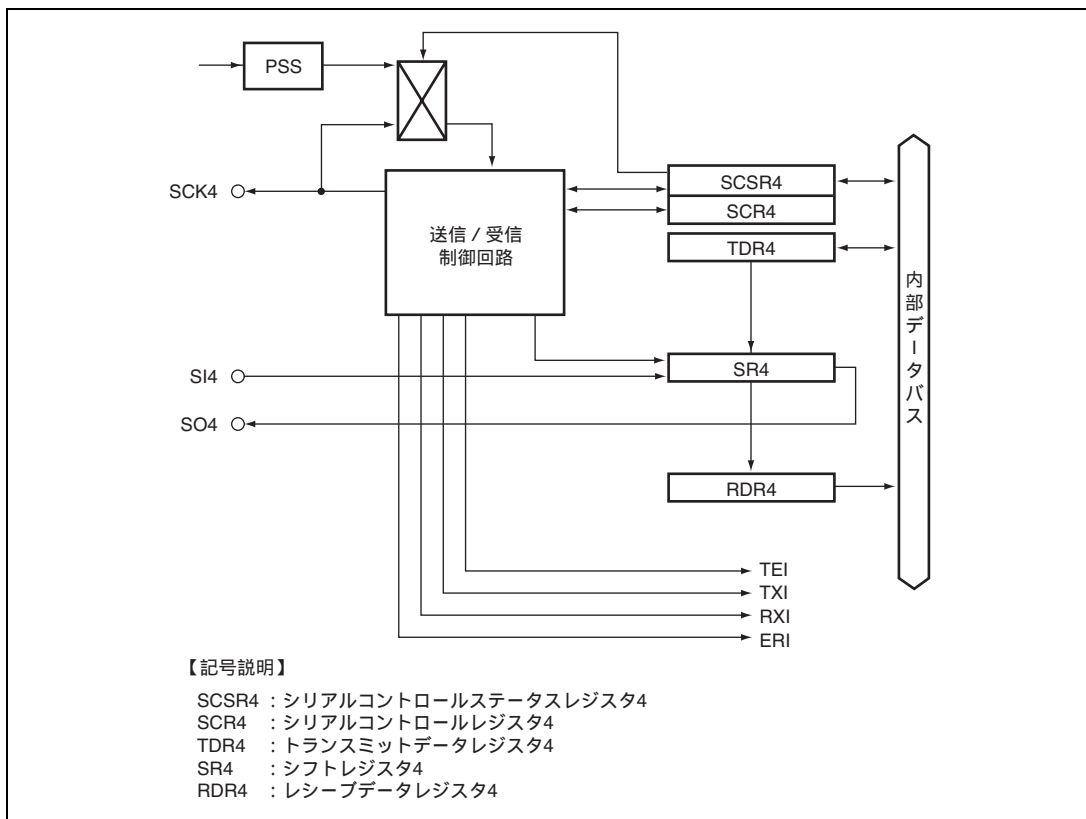 PSS
SCK4
SCSR4
SCR4
送信 / 受信
制御回路
TDR4
内部データバス
SI4
SR4
SO4
RDR4
TEI
TXI
RXI
ERI
【記号説明】
SCSR4 : シリアルコントロールステータスレジスタ4
SCR4 : シリアルコントロールレジスタ4
TDR4 : トランスミットデータレジスタ4
SR4 : シフトレジスタ4
RDR4 : レシーブデータレジスタ4